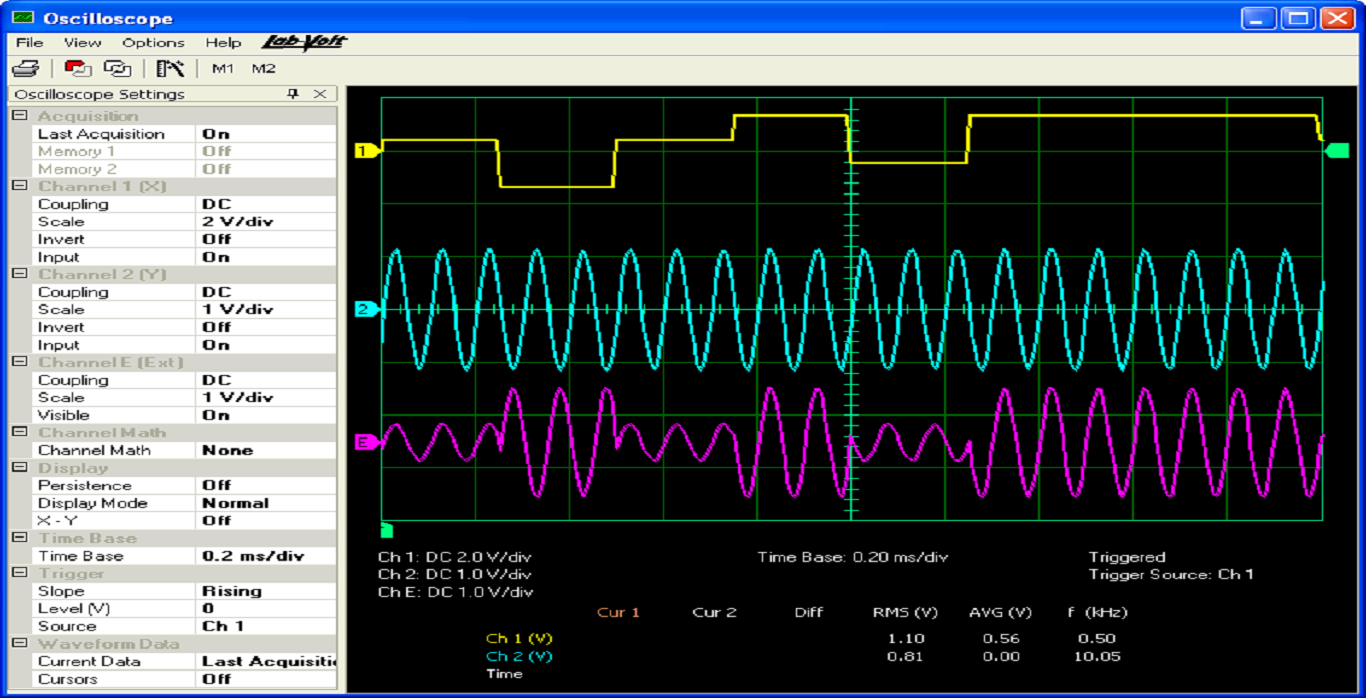 Oscilloscope
File View Options Help Lab-Volt
M1 M2
Oscilloscope Settings
Acquisition
Last Acquisition On
Memory 1 Off
Memory 2 Off
Channel 1 (X)
Coupling DC
Scale 2 V/div
Invert Off
Input On
Channel 2 (Y)
Coupling DC
Scale 1 V/div
Invert Off
Input On
Channel E (Ext)
Coupling DC
Scale 1 V/div
Visible On
Channel Math
Channel Math None
Display
Persistence Off
Display Mode Normal
X - Y Off
Time Base
Time Base 0.2 ms/div
Trigger
Slope Rising
Level (V) 0
Source Ch 1
Waveform Data
Current Data Last Acquisiti
Cursors Off
1
2
E
Ch 1: DC 2.0 V/div Time Base: 0.20 ms/div Triggered
Ch 2: DC 1.0 V/div Trigger Source: Ch 1
Ch E: DC 1.0 V/div
Cur 1 Cur 2 Diff RMS (V) AVG (V) f (kHz)
Ch 1 (V) 1.10 0.56 0.50
Ch 2 (V) 0.81 0.00 10.05
Time